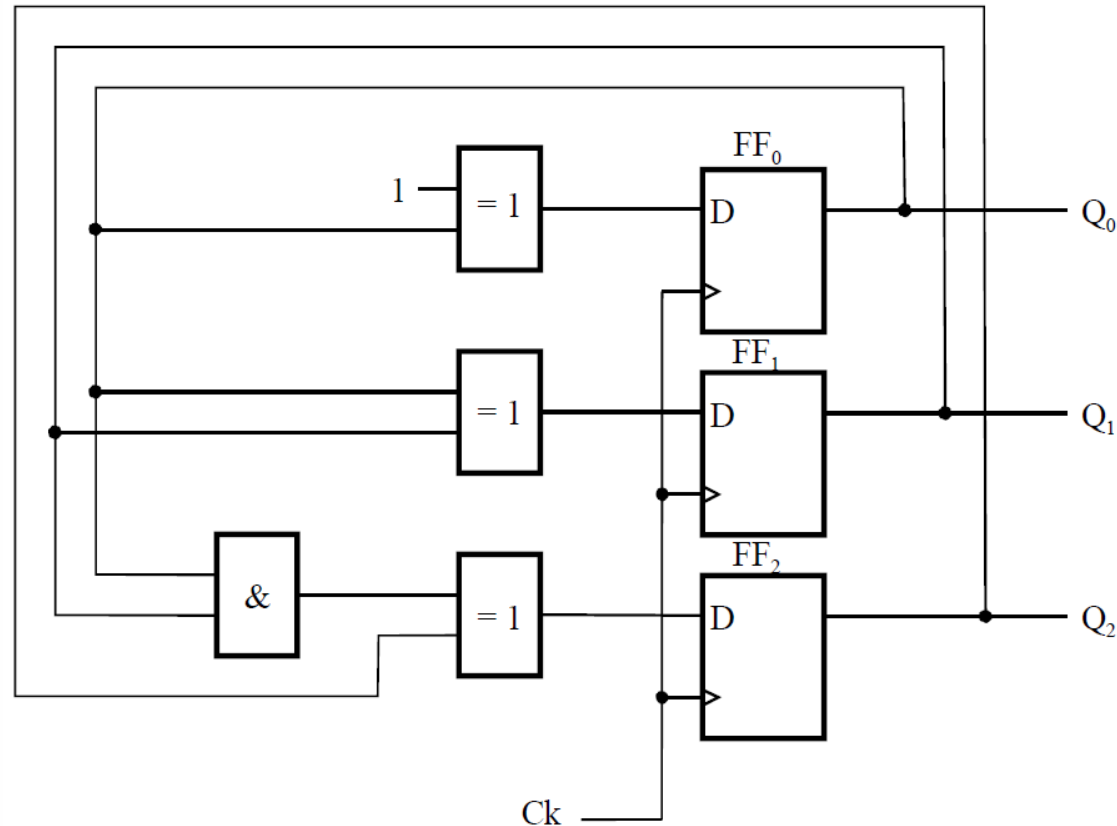 FF₀
1
= 1
D
Q₀
FF₁
= 1
D
Q₁
FF₂
&
= 1
D
Q₂
Ck